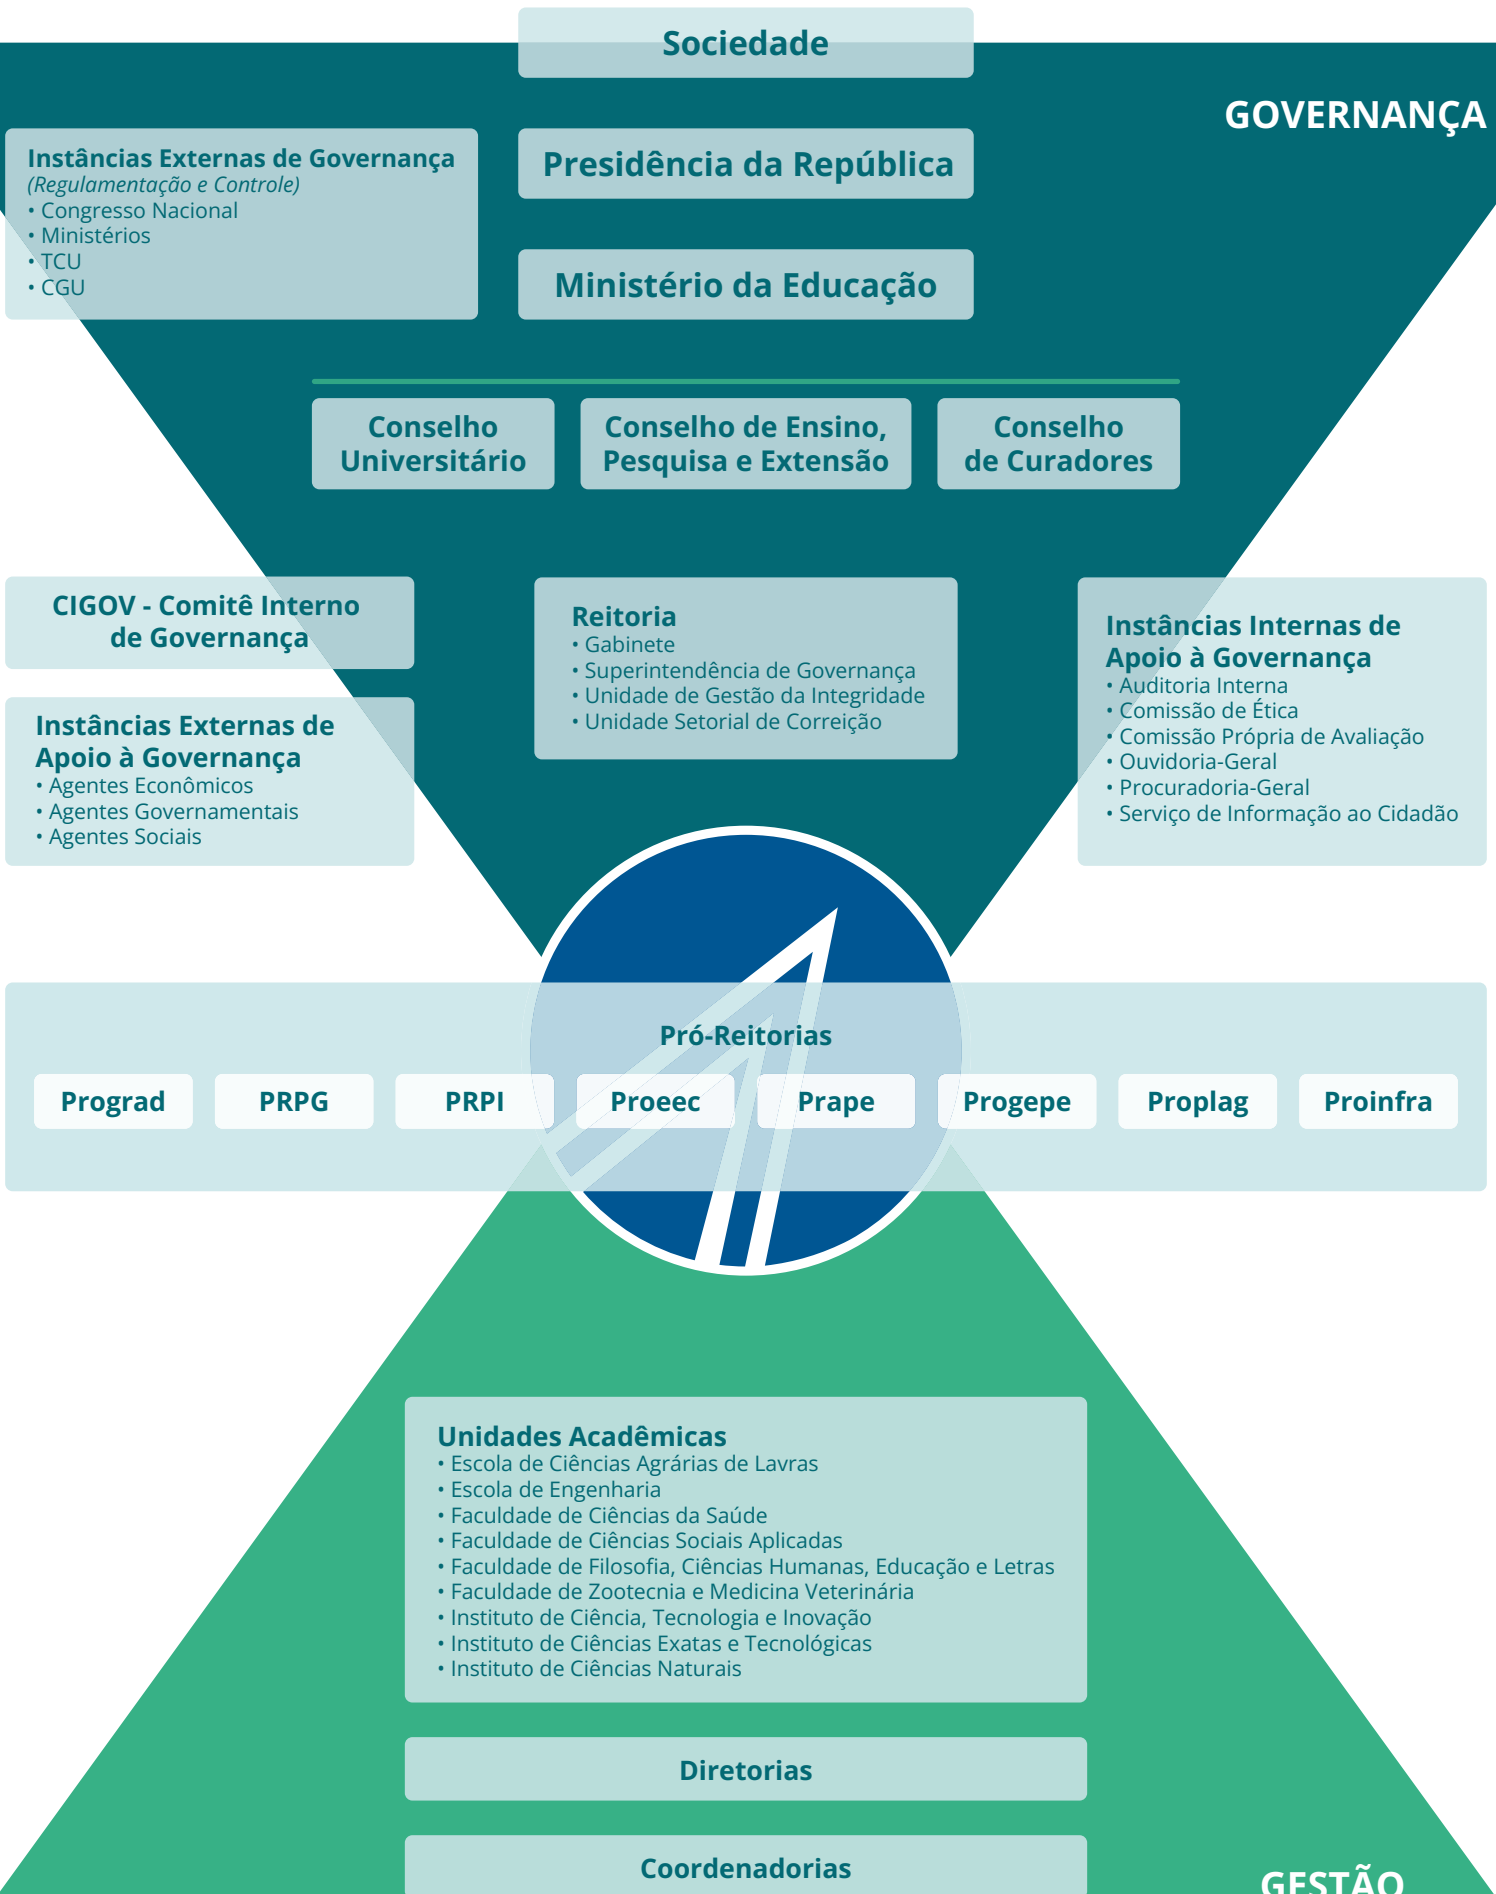 Sociedade
GOVERNANÇA
Instâncias Externas de Governança
(Regulamentação e Controle)
• Congresso Nacional
• Ministérios
• TCU
• CGU
Presidência da República
Ministério da Educação
Conselho
Universitário
Conselho de Ensino,
Pesquisa e Extensão
Conselho
de Curadores
CIGOV - Comitê Interno
de Governança
Instâncias Externas de
Apoio à Governança
• Agentes Econômicos
• Agentes Governamentais
• Agentes Sociais
Reitoria
• Gabinete
• Superintendência de Governança
• Unidade de Gestão da Integridade
• Unidade Setorial de Correição
Instâncias Internas de
Apoio à Governança
• Auditoria Interna
• Comissão de Ética
• Comissão Própria de Avaliação
• Ouvidoria-Geral
• Procuradoria-Geral
• Serviço de Informação ao Cidadão
Pró-Reitorias
Prograd
PRPG
PRPI
Proeec
Prape
Progepe
Proplag
Proinfra
Unidades Acadêmicas
• Escola de Ciências Agrárias de Lavras
• Escola de Engenharia
• Faculdade de Ciências da Saúde
• Faculdade de Ciências Sociais Aplicadas
• Faculdade de Filosofia, Ciências Humanas, Educação e Letras
• Faculdade de Zootecnia e Medicina Veterinária
• Instituto de Ciência, Tecnologia e Inovação
• Instituto de Ciências Exatas e Tecnológicas
• Instituto de Ciências Naturais
Diretorias
Coordenadorias
GESTÃO